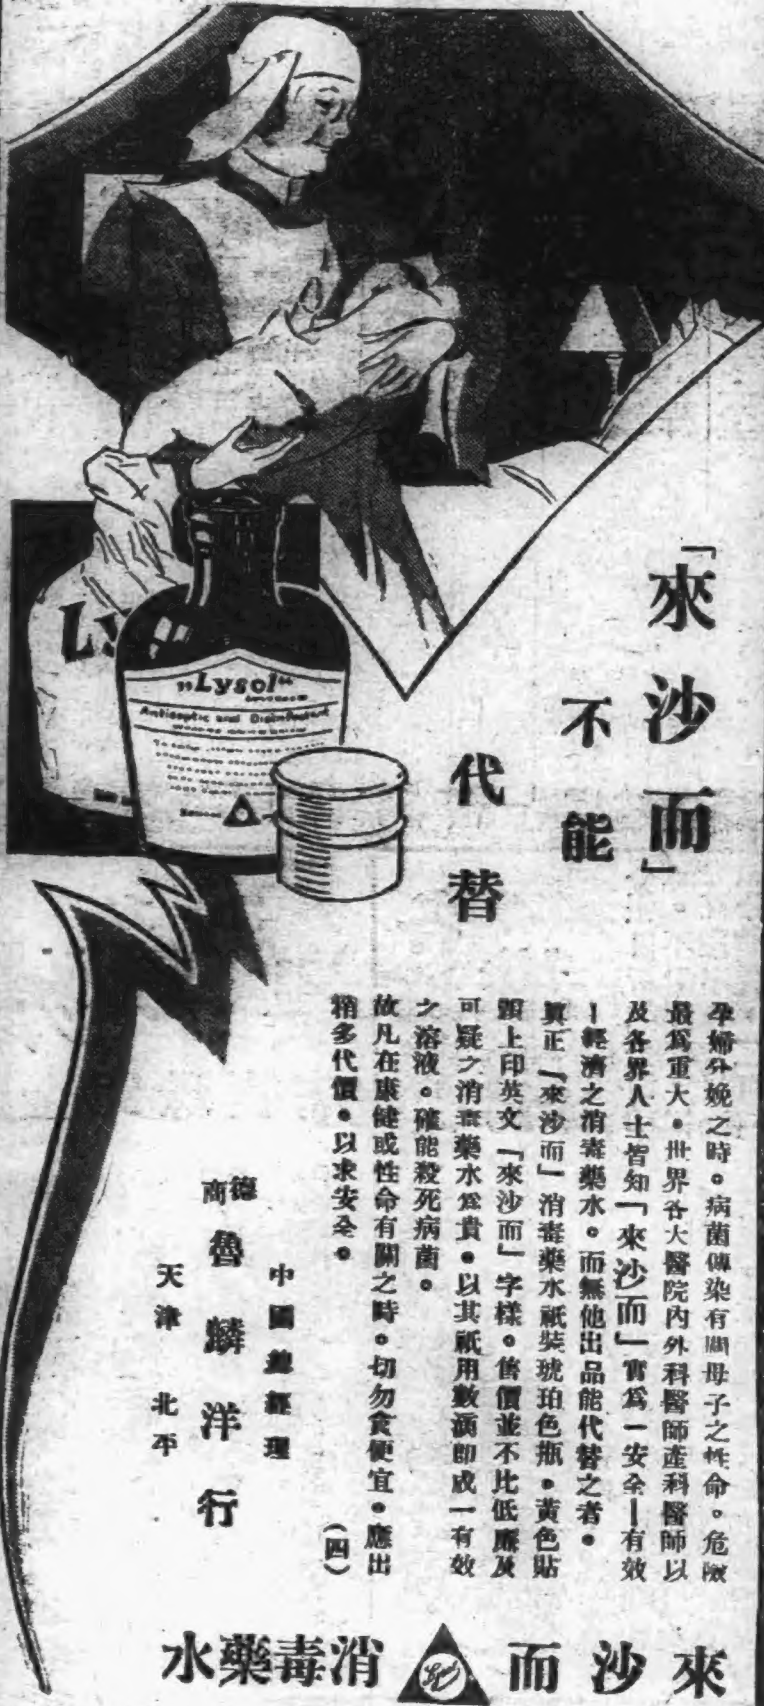 「來沙而」
不能
代替
孕婦分娩之時。病菌傳染有關母子之性命。危險
最爲重大。世界各大醫院內外科醫師產科醫師以
及各界人士皆知「來沙而」實爲一安全—有效
—經濟之消毒藥水。而無他出品能代替之者。
眞正「來沙而」消毒藥水祇裝琥珀色瓶。黃色貼
頭上印英文「來沙而」字樣。售價並不比低廉及
可疑之消毒藥水爲貴。以其祇用數滴卽成一有效
之溶液。確能殺死病菌。
故凡在康健或性命有關之時。切勿貪便宜。應出
稍多代價。以求安全。
(四)
中國總經理
德商
魯麟洋行
天津 北平
„Lysol“
Antiseptic and Disinfectant
Ly
來沙而 消毒藥水